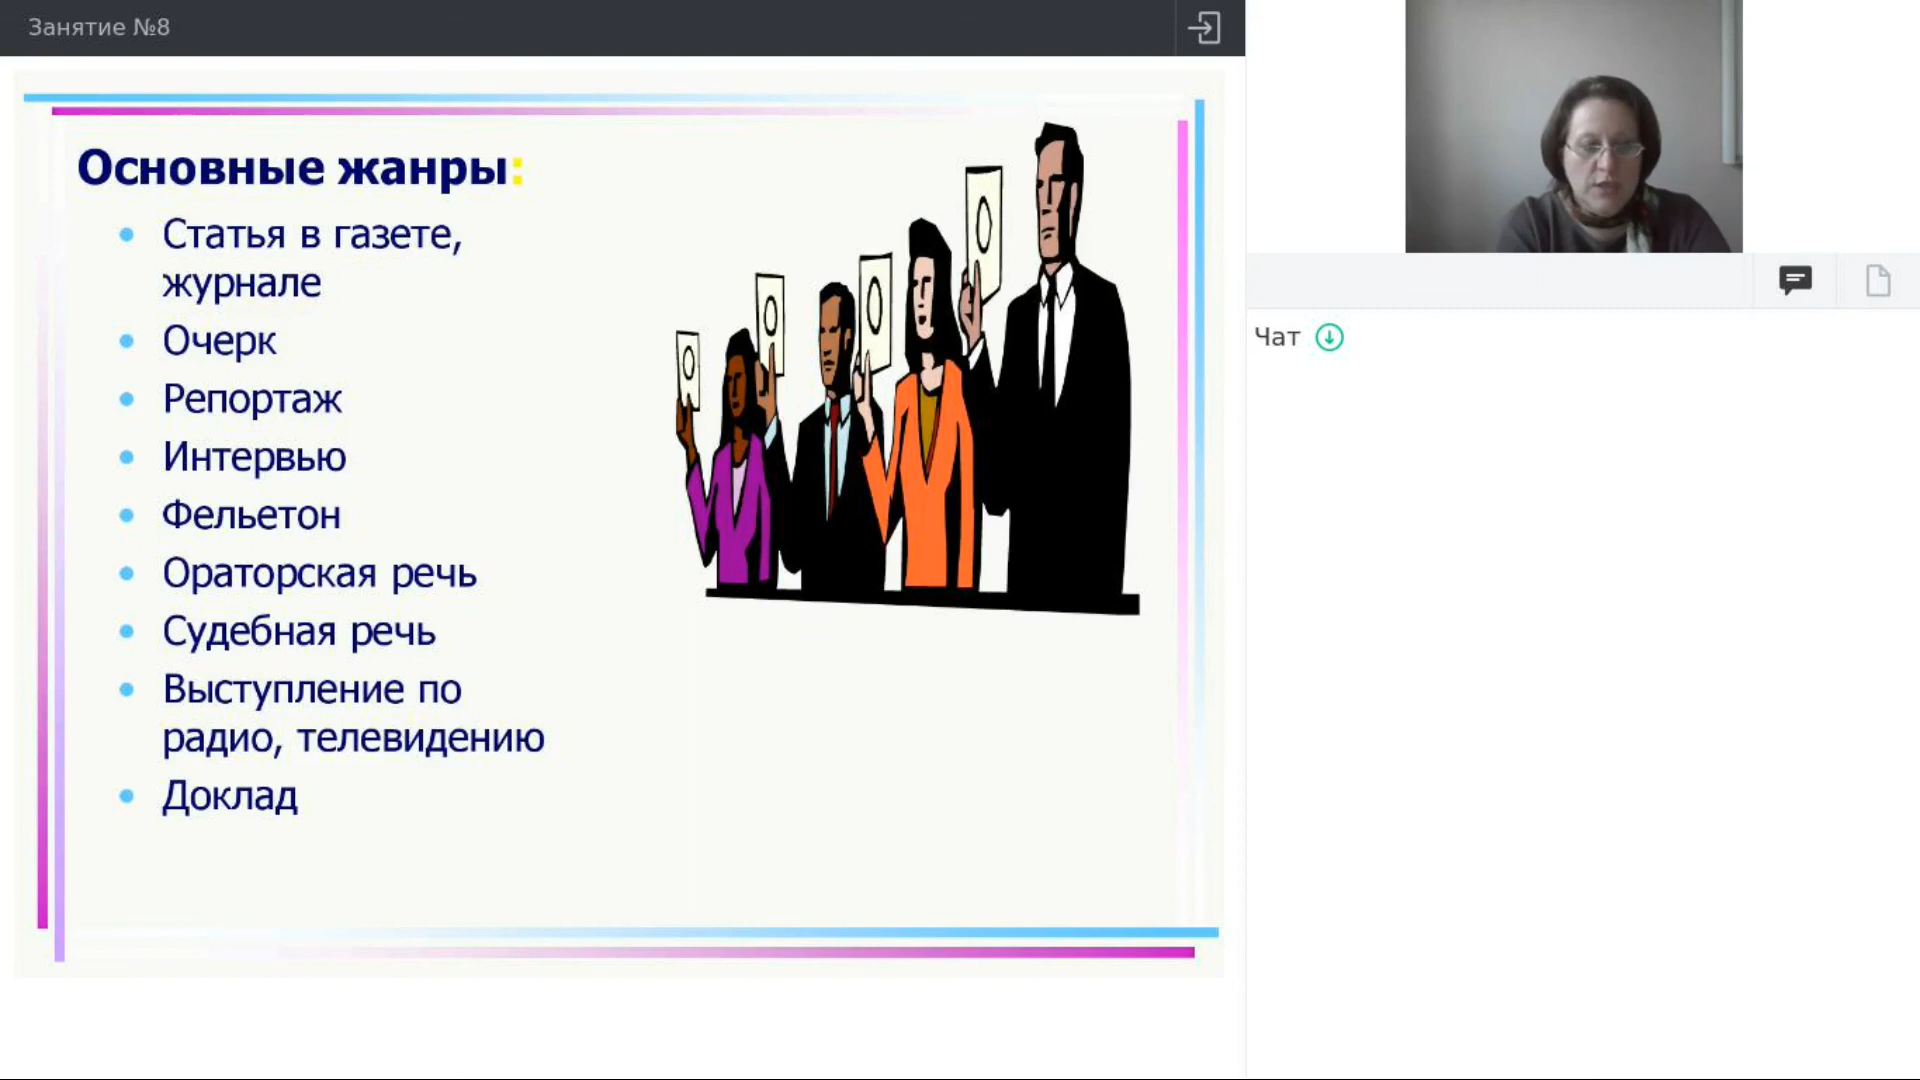 Занятие №8
Основные жанры:
Статья в газете,
журнале
Очерк
Репортаж
Интервью
Фельетон
Ораторская речь
Судебная речь
Выступление по
радио, телевидению
Доклад
Чат